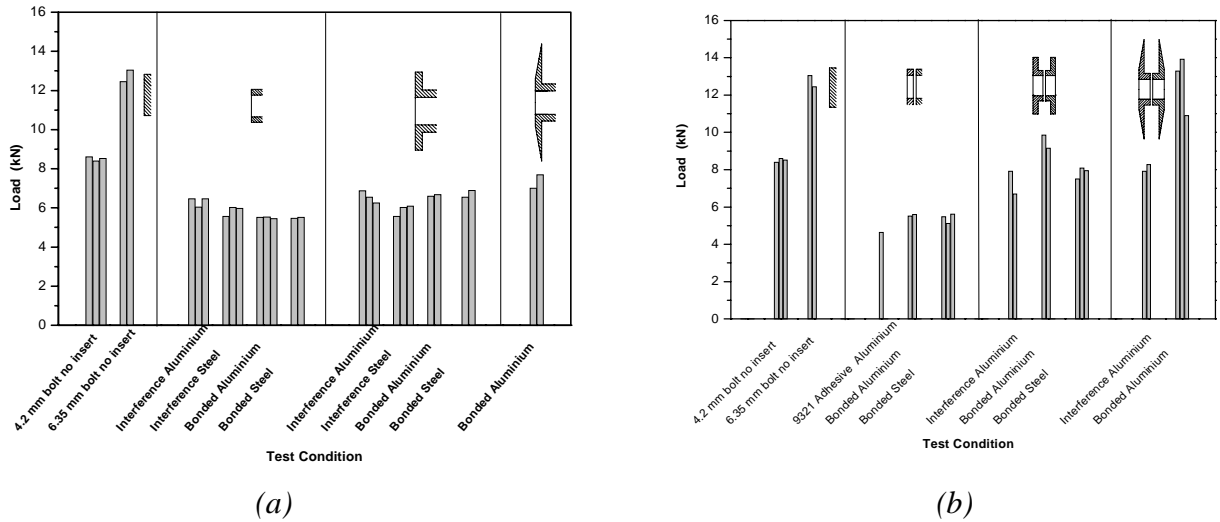 16
14
12
10
8
6
4
2
0
Load (kN)
4.2 mm bolt no insert
6.35 mm bolt no insert
Interference Aluminium
Interference Steel
Bonded Aluminium
Bonded Steel
Interference Aluminium
Interference Steel
Bonded Aluminium
Bonded Steel
Bonded Aluminium
Test Condition
(a)
16
14
12
10
8
6
4
2
0
Load (kN)
4.2 mm bolt no insert
6.35 mm bolt no insert
9321 Adhesive Aluminium
Bonded Aluminium
Bonded Steel
Interference Aluminium
Bonded Aluminium
Bonded Steel
Interference Aluminium
Bonded Aluminium
Test Condition
(b)